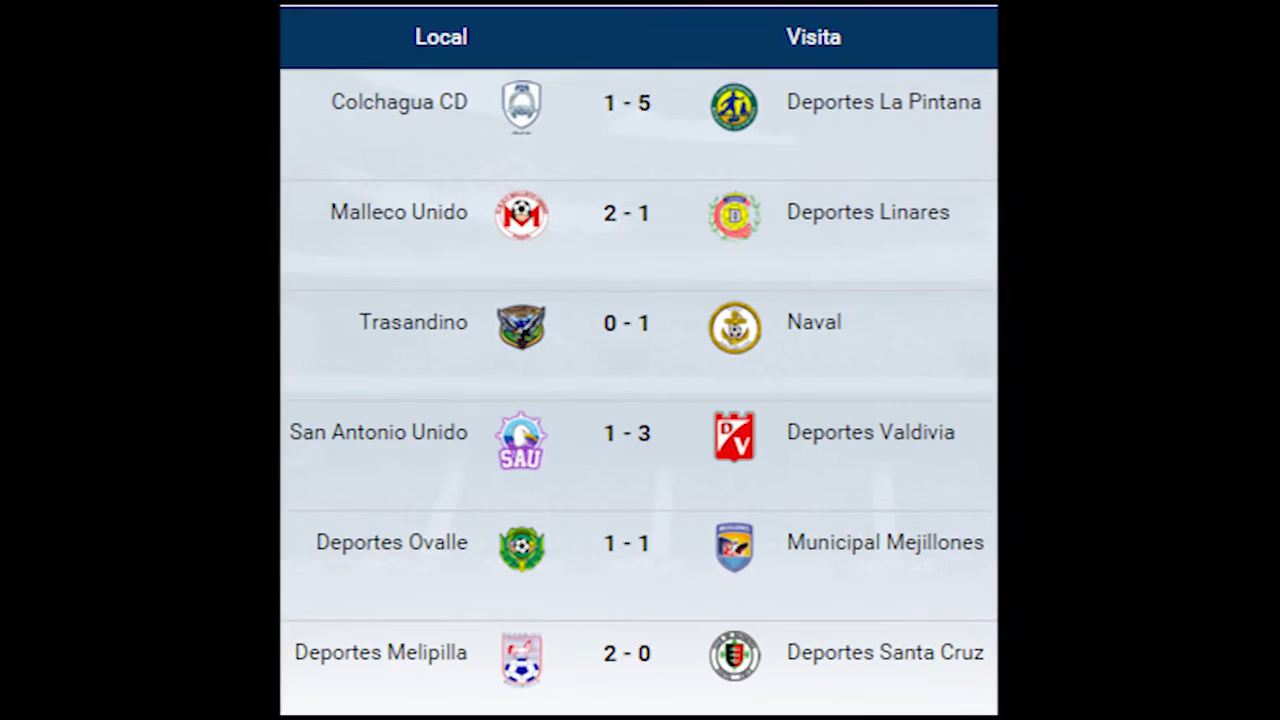 Local Visita
Colchagua CD 1 - 5 Deportes La Pintana
Malleco Unido 2 - 1 Deportes Linares
Trasandino 0 - 1 Naval
San Antonio Unido SAU 1 - 3 DV Deportes Valdivia
Deportes Ovalle 1 - 1 Municipal Mejillones
Deportes Melipilla 2 - 0 Deportes Santa Cruz